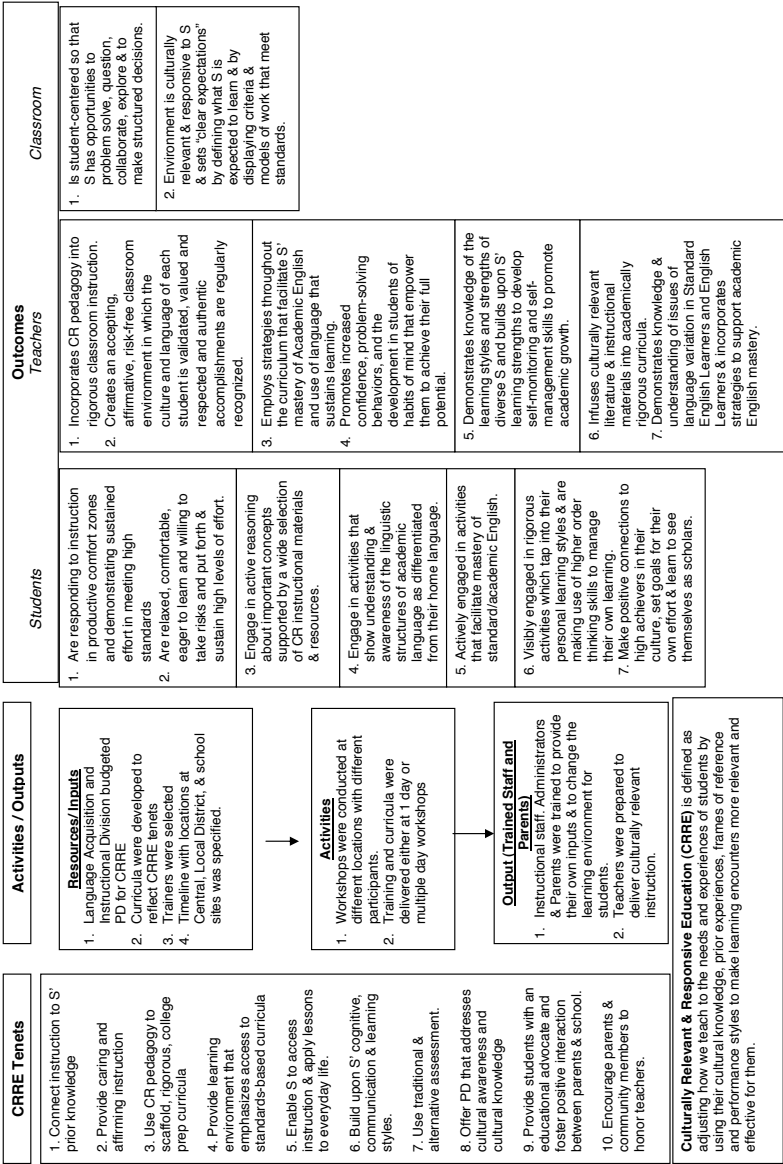 CRRE Tenets
1. Connect instruction to S'
prior knowledge
2. Provide caring and
affirming instruction
3. Use CR pedagogy to
scaffold, rigorous, college
prep curricula
4. Provide learning
environment that
emphasizes access to
standards-based curricula
5. Enable S to access
instruction & apply lessons
to everyday life.
6. Build upon S' cognitive,
communication & learning
styles.
7. Use traditional &
alternative assessment.
8. Offer PD that addresses
cultural awareness and
cultural knowledge
9. Provide students with an
educational advocate and
foster positive interaction
between parents & school.
10. Encourage parents &
community members to
honor teachers.
Activities / Outputs
Resources/ Inputs
1. Language Acquisition and
Instructional Division budgeted
PD for CRRE
2. Curricula were developed to
reflect CRRE tenets
3. Trainers were selected
4. Timeline with locations at
Central, Local District, & school
sites was specified.
Activities
1. Workshops were conducted at
different locations with different
participants.
2. Training and curricula were
delivered either at 1 day or
multiple day workshops
Output (Trained Staff and
Parents)
1. Instructional staff. Administrators
& Parents were trained to provide
their own inputs & to change the
learning environment for
students.
2. Teachers were prepared to
deliver culturally relevant
instruction.
Culturally Relevant & Responsive Education (CRRE) is defined as
adjusting how we teach to the needs and experiences of students by
using their cultural knowledge, prior experiences, frames of reference
and performance styles to make learning encounters more relevant and
effective for them.
Outcomes
Students
1. Are responding to instruction
in productive comfort zones
and demonstrating sustained
effort in meeting high
standards
2. Are relaxed, comfortable,
eager to learn and willing to
take risks and put forth &
sustain high levels of effort.
3. Engage in active reasoning
about important concepts
supported by a wide selection
of CR instructional materials
& resources.
4. Engage in activities that
show understanding &
awareness of the linguistic
structures of academic
language as differentiated
from their home language.
5. Actively engaged in activities
that facilitate mastery of
standard/academic English.
6. Visibly engaged in rigorous
activities which tap into their
personal learning styles & are
making use of higher order
thinking skills to manage
their own learning.
7. Make positive connections to
high achievers in their
culture, set goals for their
own effort & learn to see
themselves as scholars.
Teachers
1. Incorporates CR pedagogy into
rigorous classroom instruction.
2. Creates an accepting,
affirmative, risk-free classroom
environment in which the
culture and language of each
student is validated, valued and
respected and authentic
accomplishments are regularly
recognized.
3. Employs strategies throughout
the curriculum that facilitate S'
mastery of Academic English
and use of language that
sustains learning.
4. Promotes increased
confidence, problem-solving
behaviors, and the
development in students of
habits of mind that empower
them to achieve their full
potential.
5. Demonstrates knowledge of the
learning styles and strengths of
diverse S and builds upon S'
learning strengths to develop
self-monitoring and self-
management skills to promote
academic growth.
6. Infuses culturally relevant
literature & instructional
materials into academically
rigorous curricula.
7. Demonstrates knowledge &
understanding of issues of
language variation in Standard
English Learners and English
Learners & incorporates
strategies to support academic
English mastery.
Classroom
1. Is student-centered so that
S has opportunities to
problem solve, question,
collaborate, explore & to
make structured decisions.
2. Environment is culturally
relevant & responsive to S
& sets "clear expectations"
by defining what S is
expected to learn & by
displaying criteria &
models of work that meet
standards.